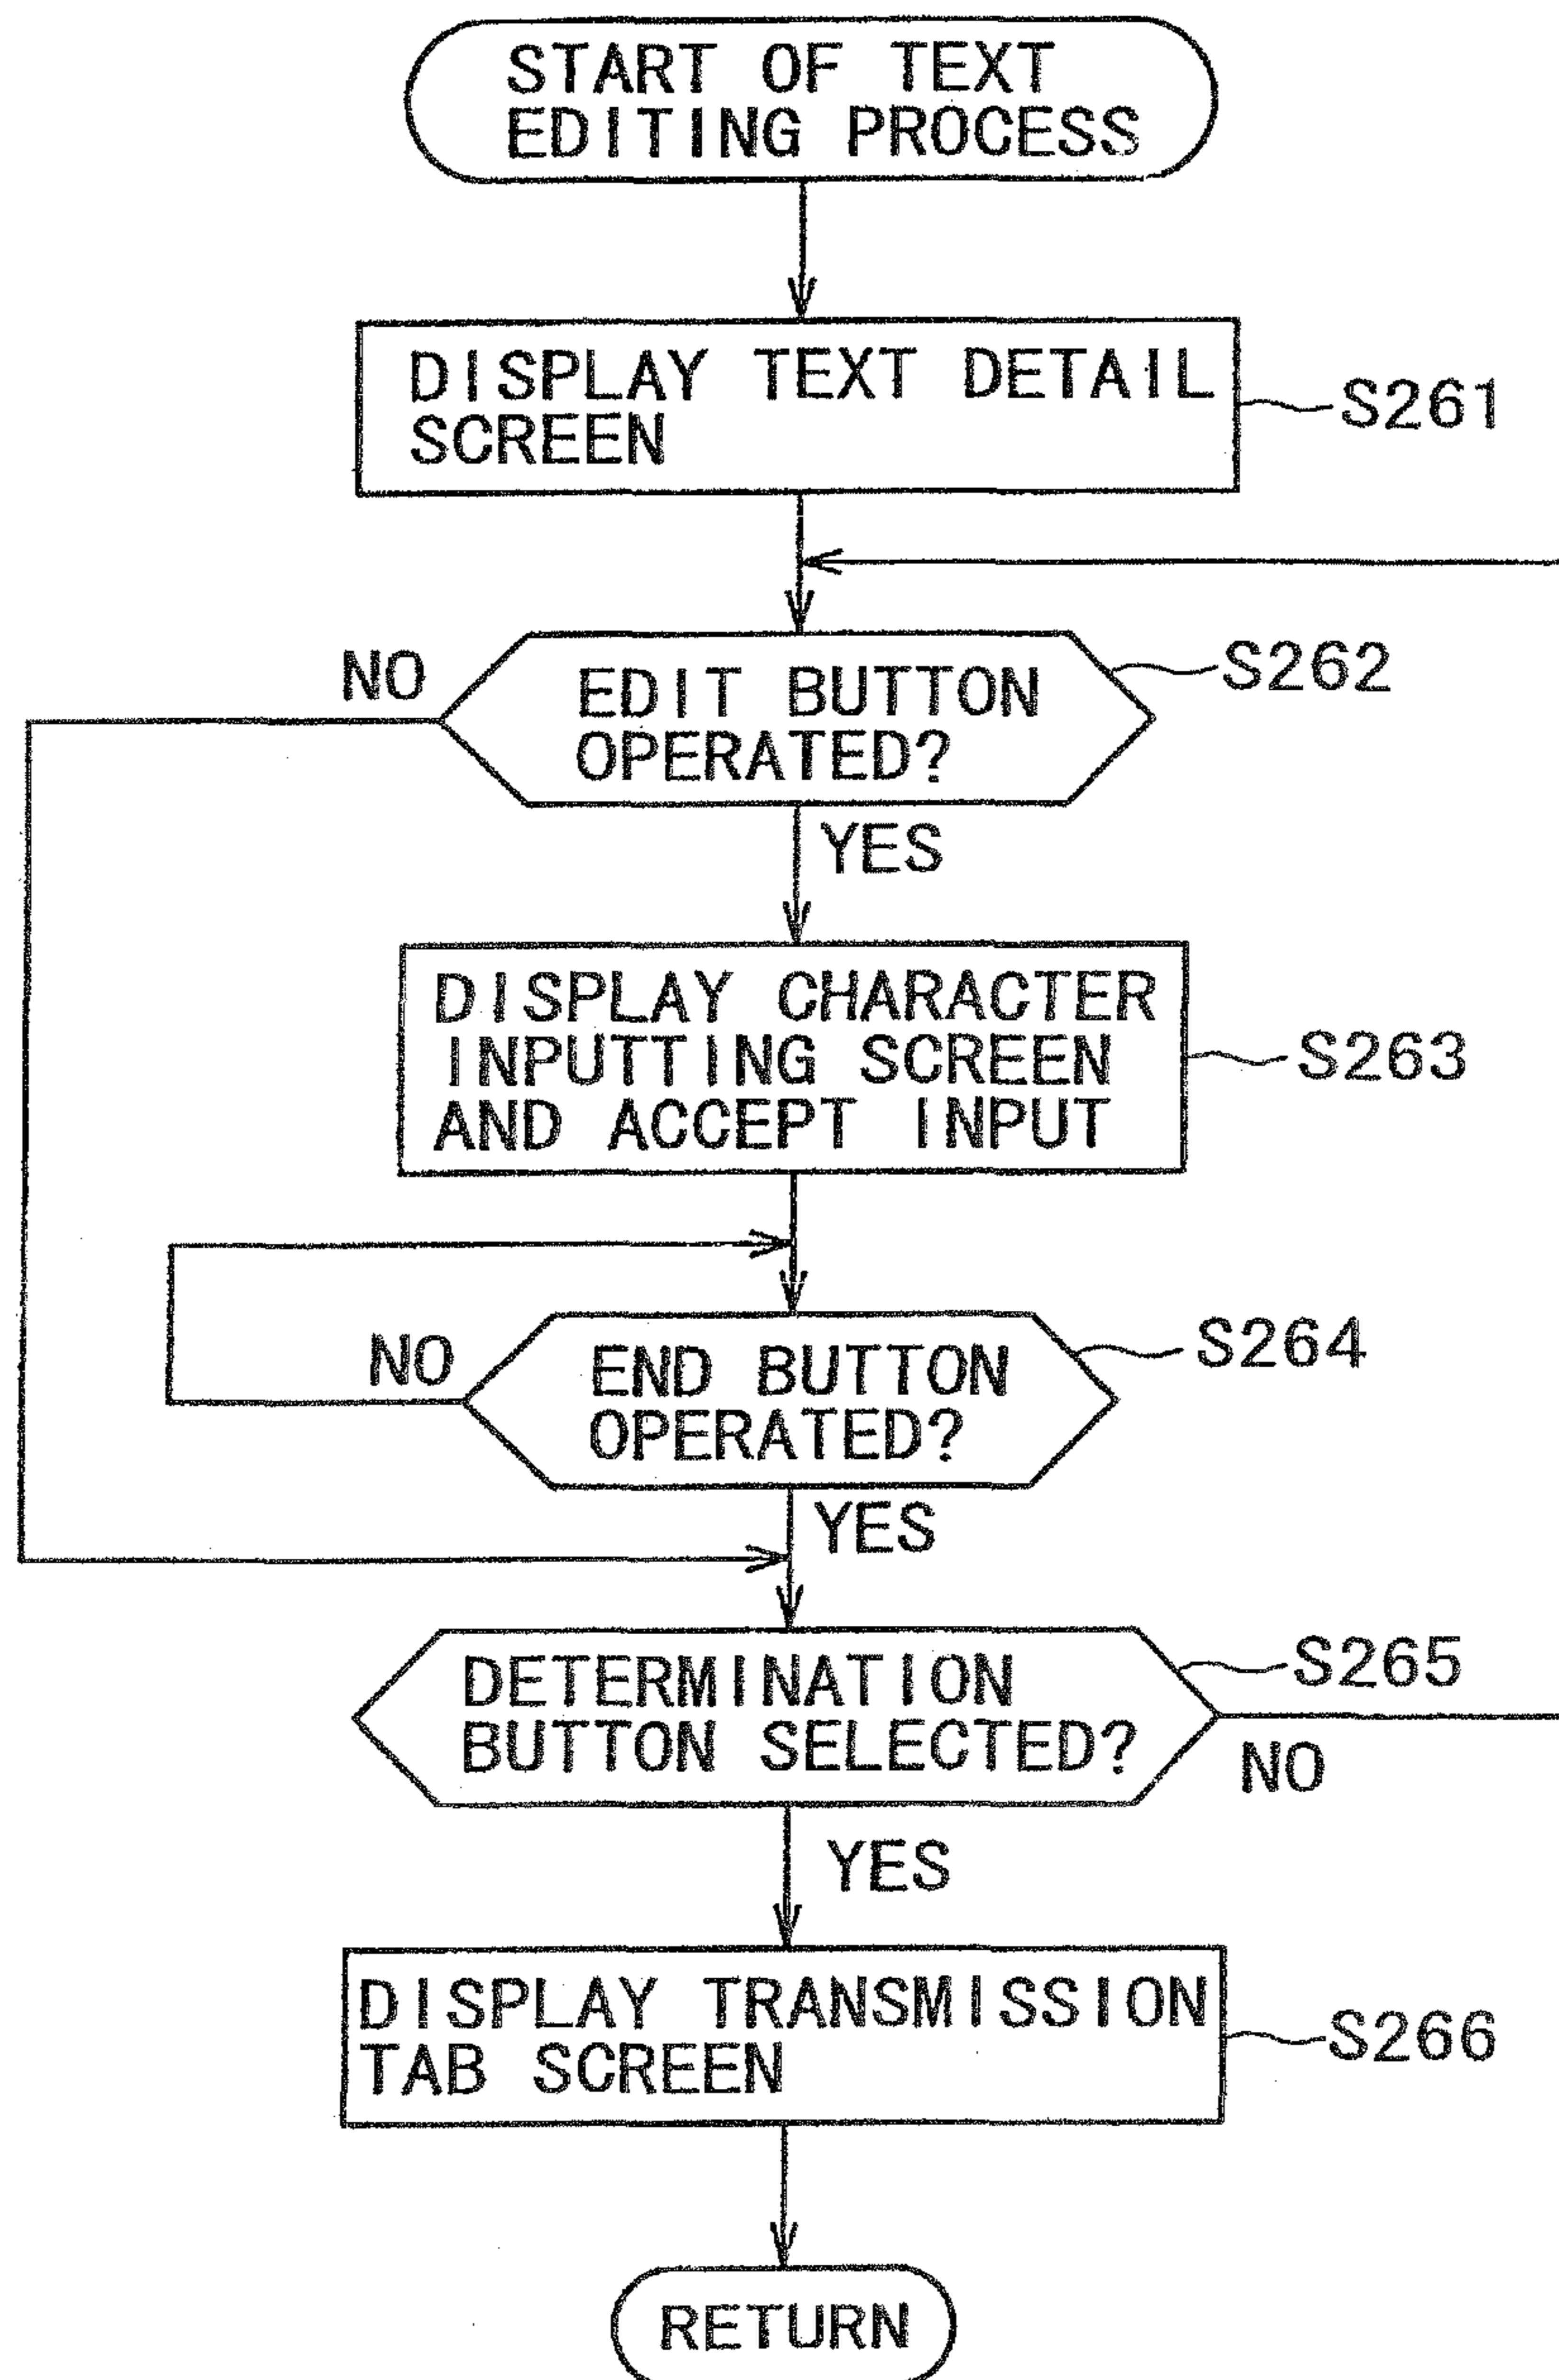 START OF TEXT
EDITING PROCESS
DISPLAY TEXT DETAIL
SCREEN
S261
NO
EDIT BUTTON
OPERATED?
S262
YES
DISPLAY CHARACTER
INPUTTING SCREEN
AND ACCEPT INPUT
S263
NO
END BUTTON
OPERATED?
S264
YES
DETERMINATION
BUTTON SELECTED?
S265
NO
YES
DISPLAY TRANSMISSION
TAB SCREEN
S266
RETURN